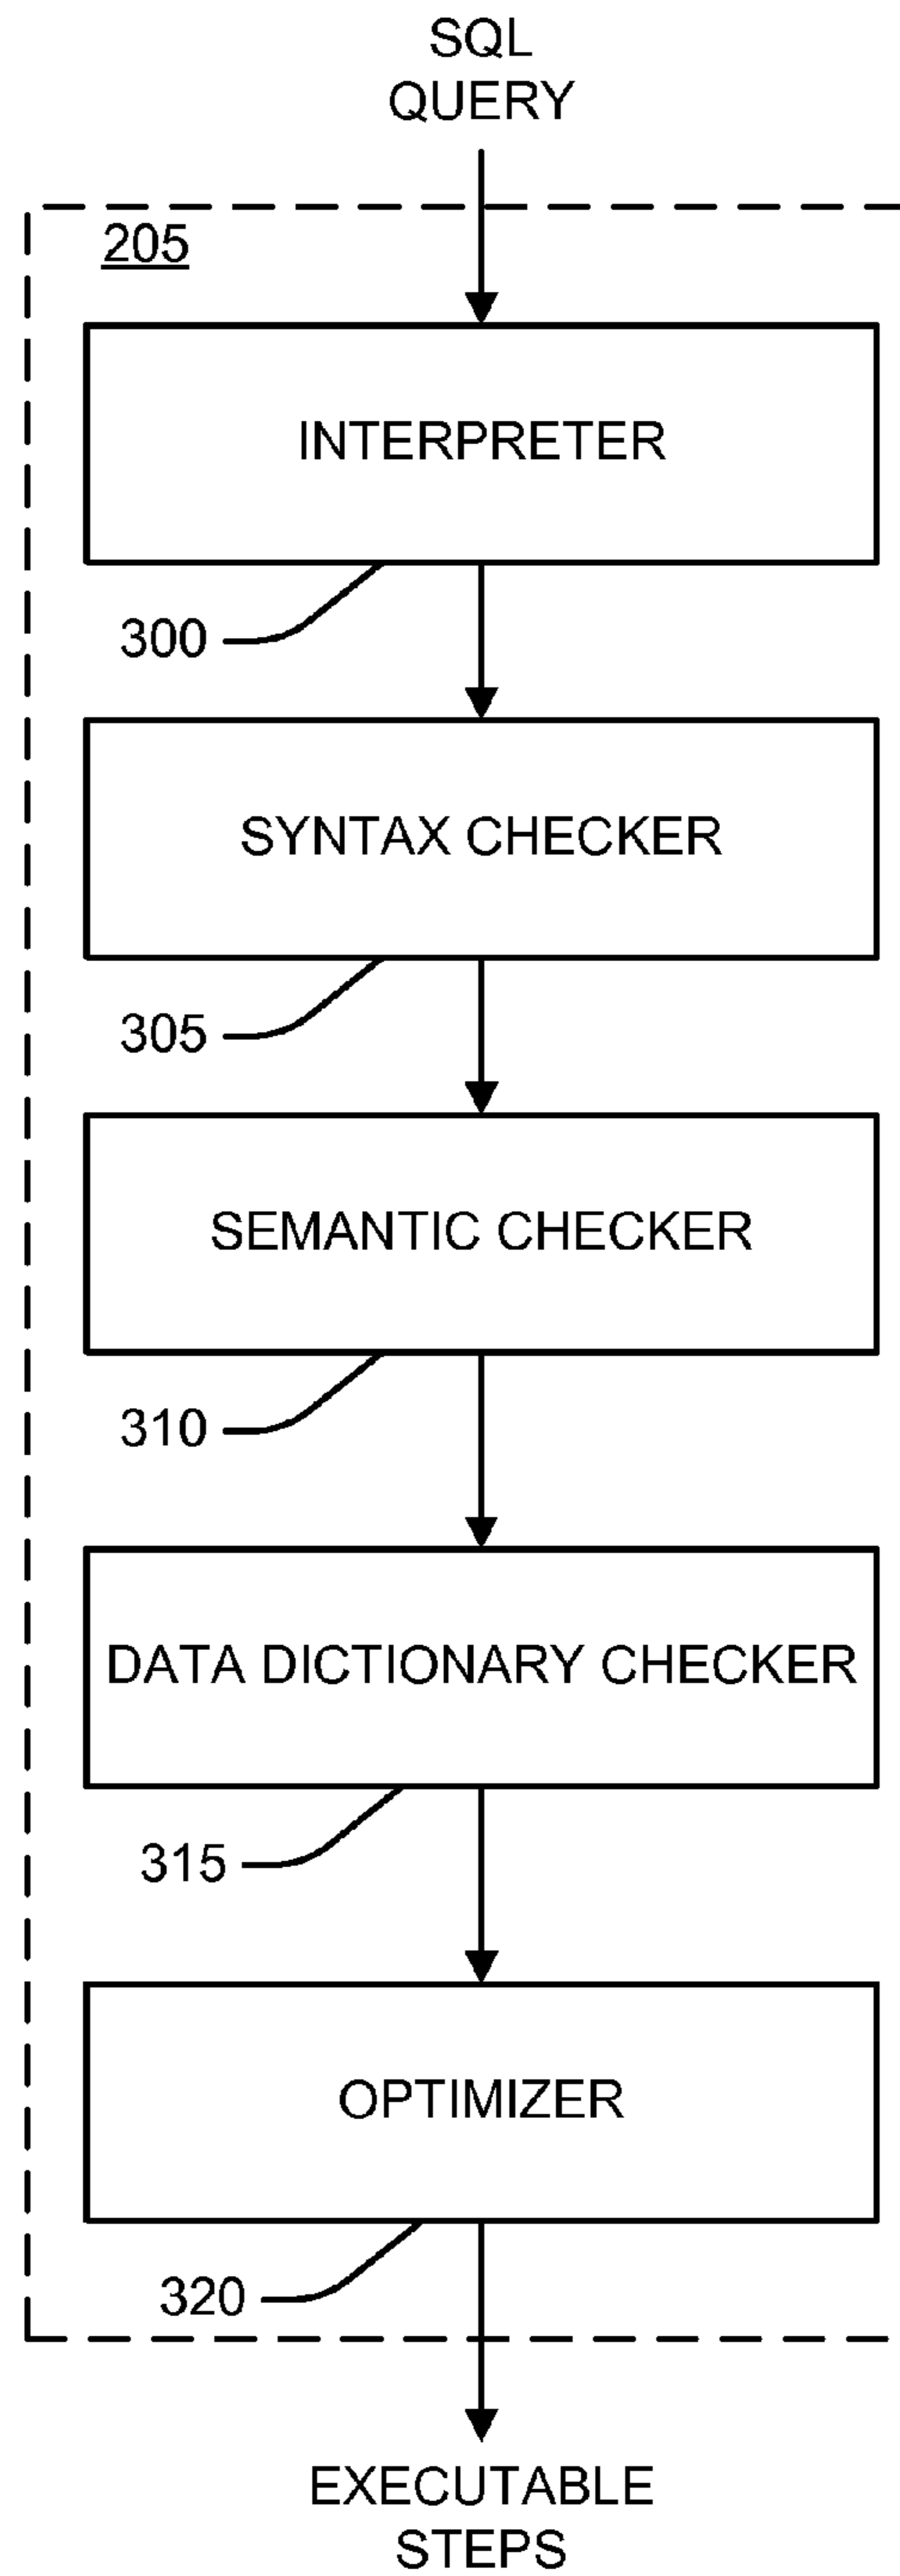 SQL
QUERY
205
INTERPRETER
300
SYNTAX CHECKER
305
SEMANTIC CHECKER
310
DATA DICTIONARY CHECKER
315
OPTIMIZER
320
EXECUTABLE
STEPS